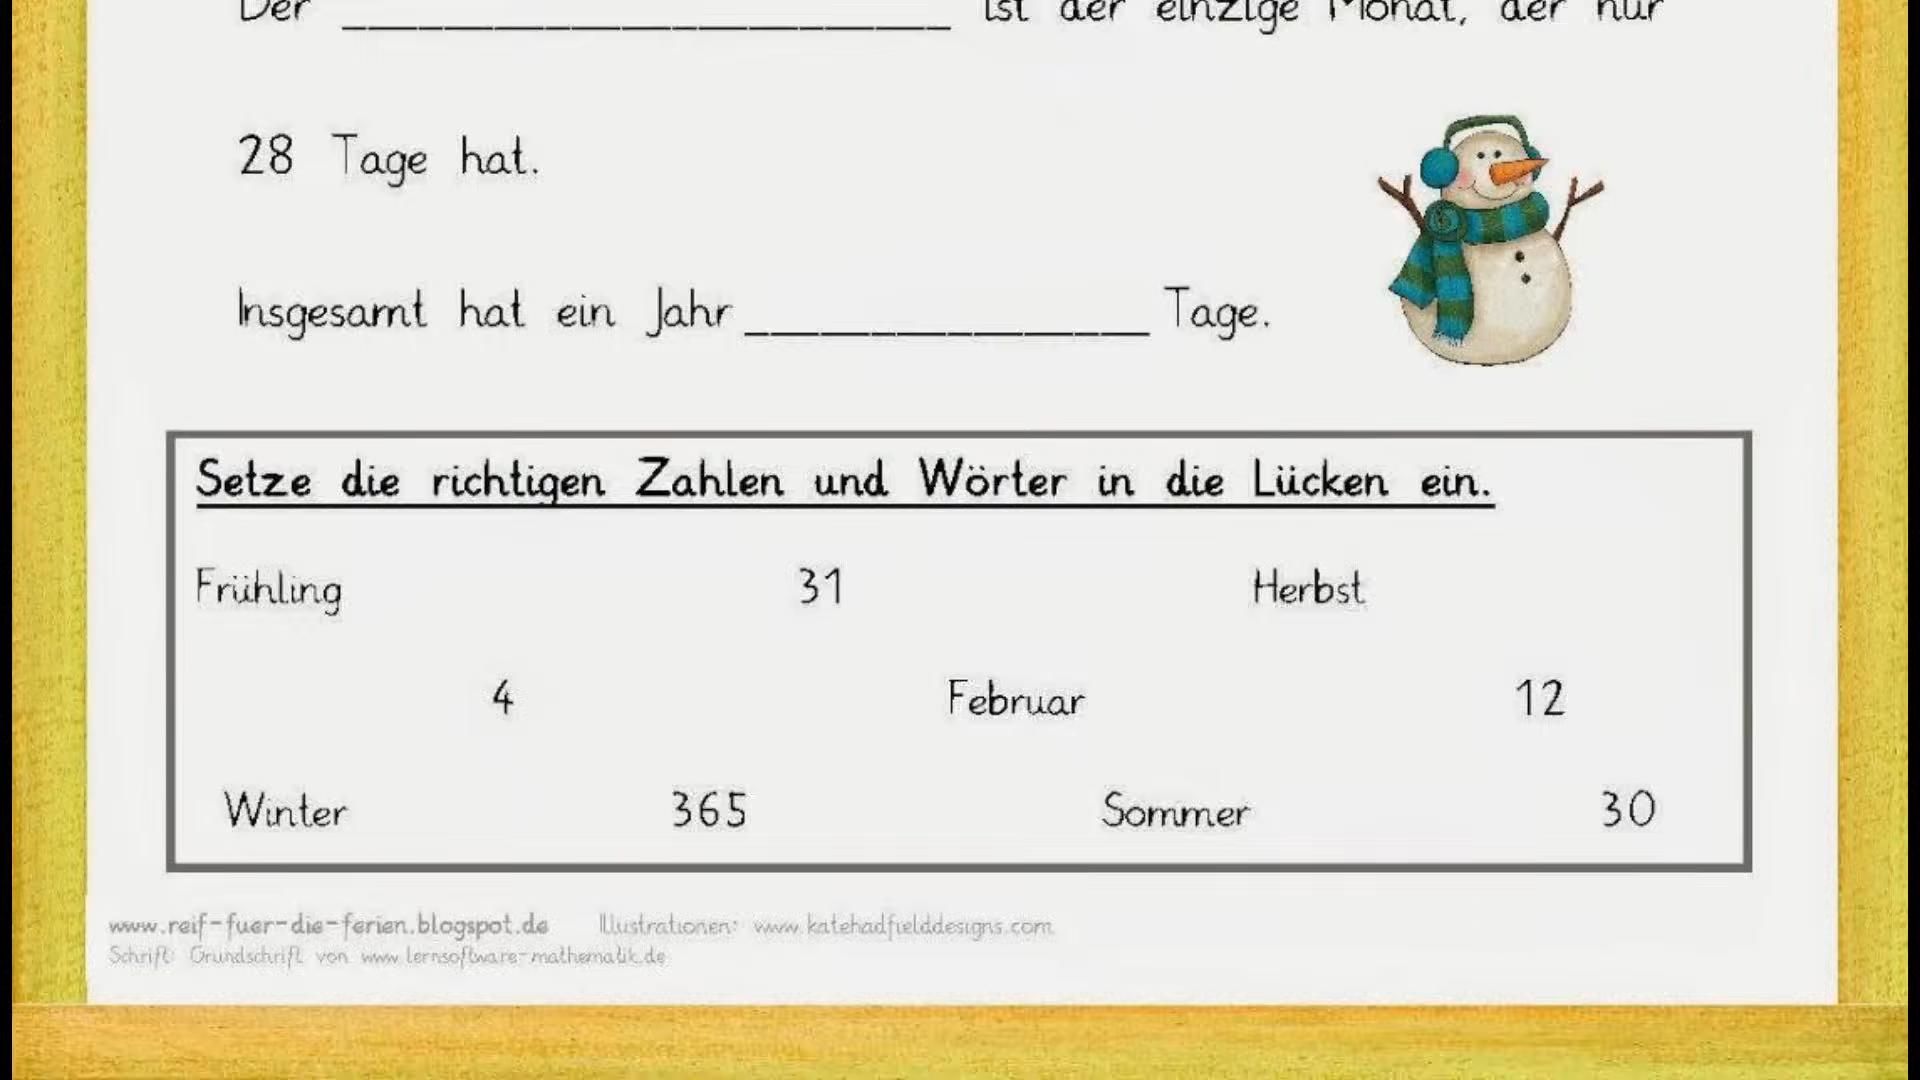 Der ________________________ ist der einzige Monat, der nur
28 Tage hat.
Insgesamt hat ein Jahr ________________ Tage.
Setze die richtigen Zahlen und Wörter in die Lücken ein.
Frühling 31 Herbst
4 Februar 12
Winter 365 Sommer 30
www.reif-fuer-die-ferien.blogspot.de Illustrationen: www.katehadfielddesigns.com
Schrift: Grundschrift von www.lernsoftware-mathematik.de